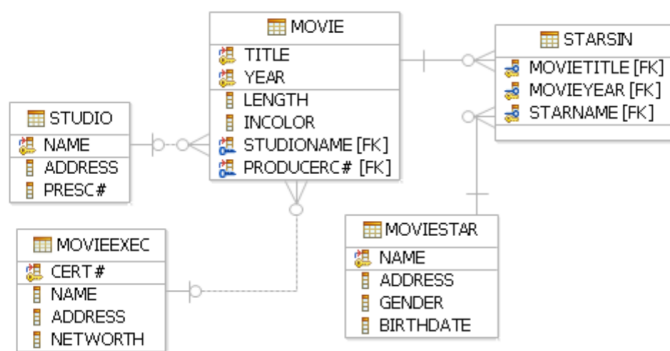 MOVIE
TITLE
YEAR
LENGTH
INCOLOR
STUDIONAME [FK]
PRODUCERC# [FK]
STARSIN
MOVIETITLE [FK]
MOVIEYEAR [FK]
STARNAME [FK]
STUDIO
NAME
ADDRESS
PRESC#
MOVIEEXEC
CERT#
NAME
ADDRESS
NETWORTH
MOVIESTAR
NAME
ADDRESS
GENDER
BIRTHDATE